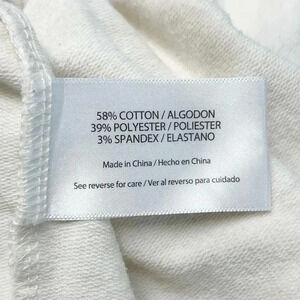 58% COTTON / ALGODON
39% POLYESTER / POLIESTER
3% SPANDEX / ELASTANO
Made in China / Hecho en China
See reverse for care / Ver al reverso para cuidado